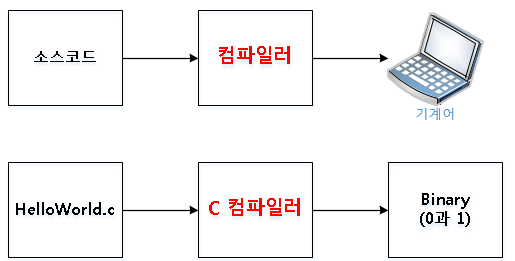 소스코드
컴파일러
기계어
HelloWorld.c
C 컴파일러
Binary
(0과 1)